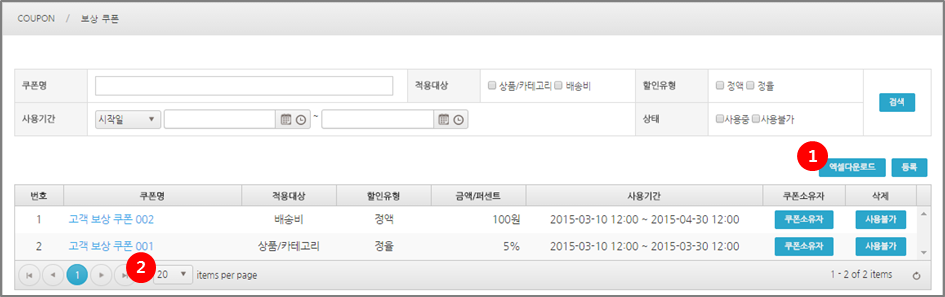 COUPON / 보상 쿠폰
쿠폰명 적용대상 상품/카테고리 배송비 할인유형 정액 정율
검색
사용기간 시작일 ~ 상태 사용중 사용불가
1 엑셀다운로드 등록
번호 쿠폰명 적용대상 할인유형 금액/퍼센트 사용기간 쿠폰소유자 삭제
1 고객 보상 쿠폰 002 배송비 정액 100원 2015-03-10 12:00 ~ 2015-04-30 12:00 쿠폰소유자 사용불가
2 고객 보상 쿠폰 001 상품/카테고리 정율 5% 2015-03-10 12:00 ~ 2015-03-30 12:00 쿠폰소유자 사용불가
1 2 20 items per page 1 - 2 of 2 items